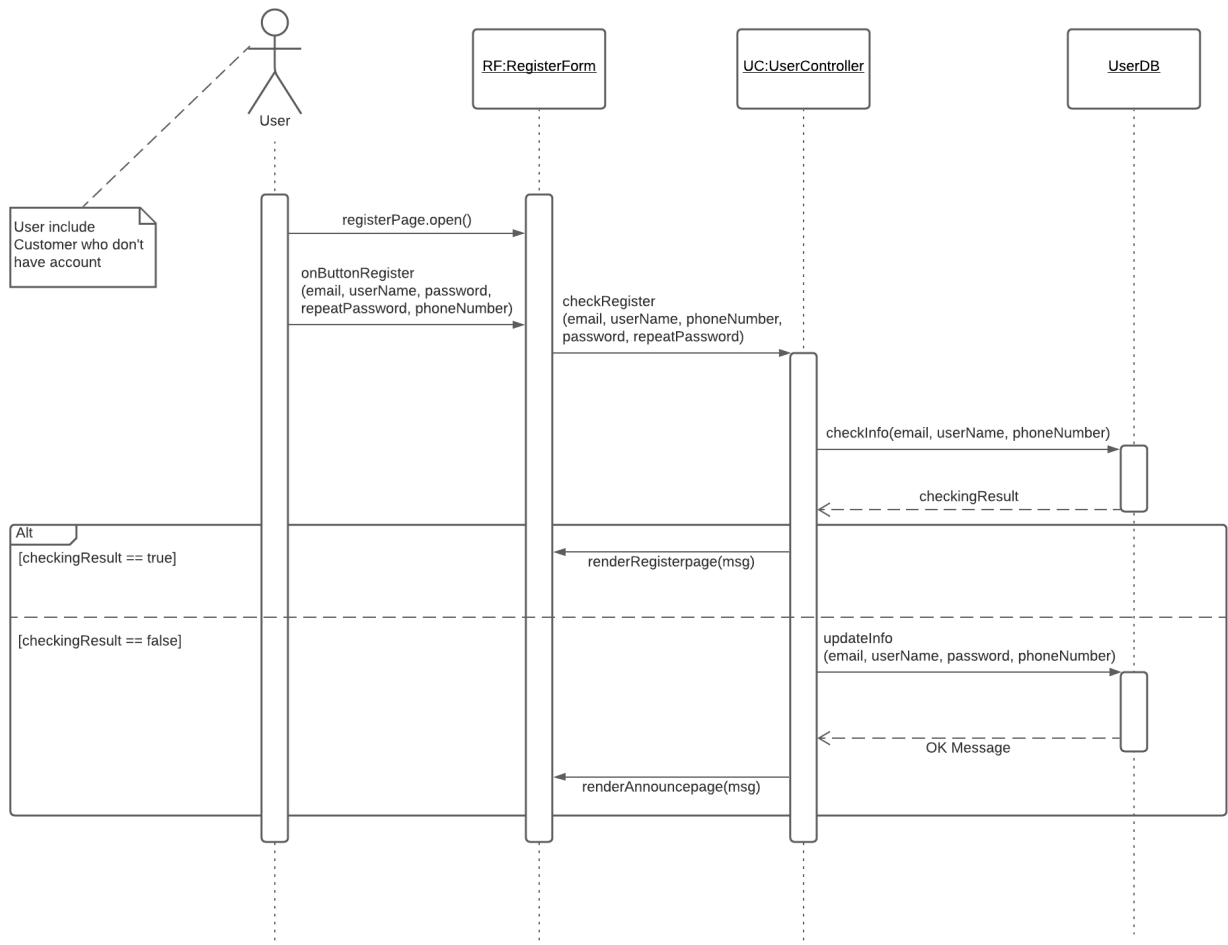 RF:RegisterForm
UC:UserController
UserDB
User
User include
Customer who don't
have account
registerPage.open()
onButtonRegister
(email, userName, password,
repeatPassword, phoneNumber)
checkRegister
(email, userName, phoneNumber,
password, repeatPassword)
checkInfo(email, userName, phoneNumber)
checkingResult
Alt
[checkingResult == true]
renderRegisterpage(msg)
[checkingResult == false]
updateInfo
(email, userName, password, phoneNumber)
OK Message
renderAnnouncepage(msg)